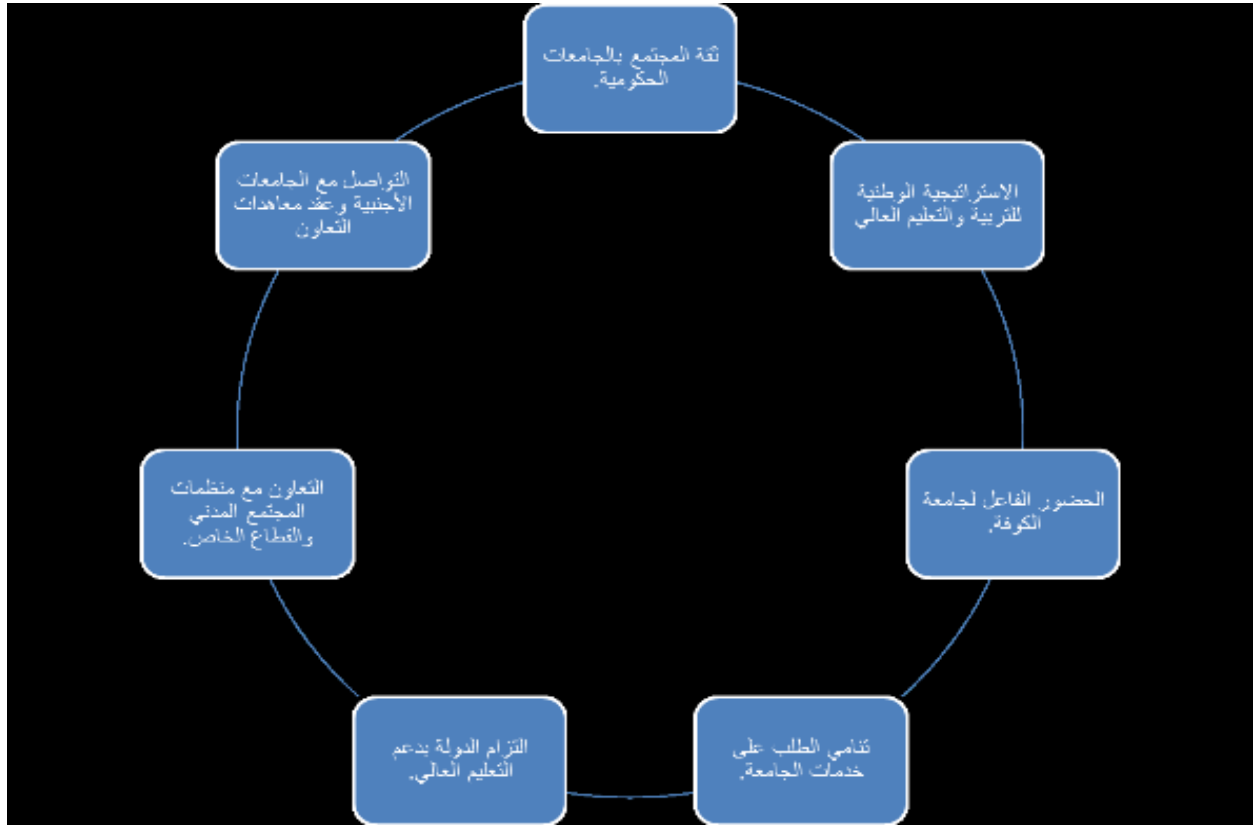 ثقة المجتمع بالجامعات
الحكومية.
الاستراتيجية الوطنية
للتربية والتعليم العالي
الحضور الفاعل لجامعة
الكوفة.
تنامي الطلب على
خدمات الجامعة.
التزام الدولة بدعم
التعليم العالي.
التعاون مع منظمات
المجتمع المدني
والقطاع الخاص.
التواصل مع الجامعات
الأجنبية وعقد معاهدات
التعاون